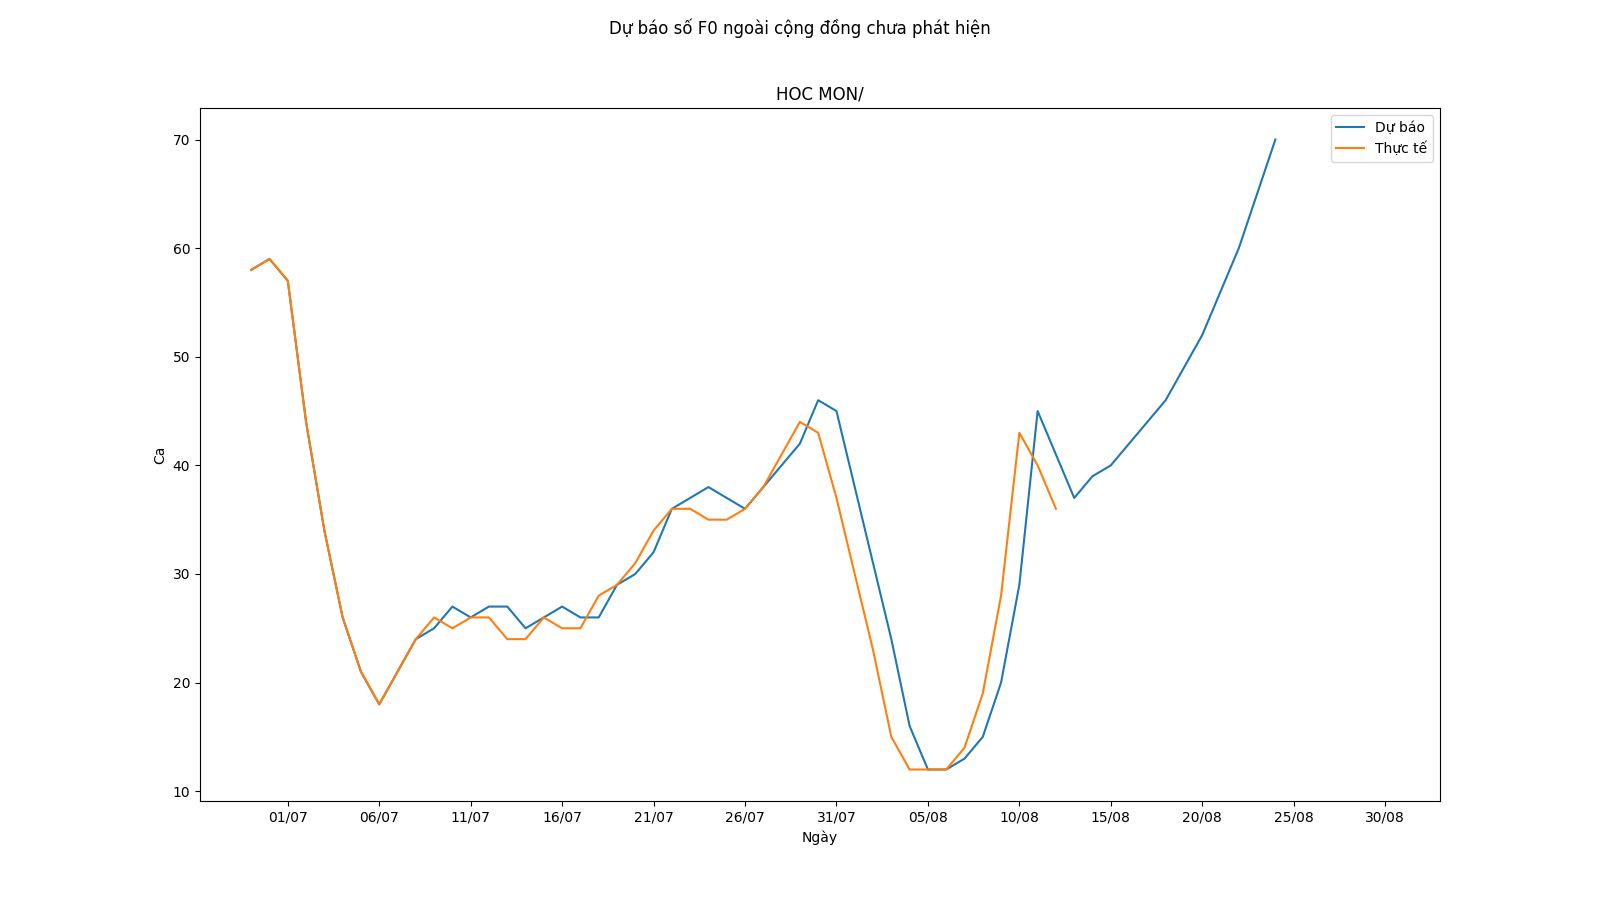 Dự báo số F0 ngoài cộng đồng chưa phát hiện
HOC MON/
Dự báo
Thực tế
70
60
50
40
30
20
10
Ca
01/07 06/07 11/07 16/07 21/07 26/07 31/07 05/08 10/08 15/08 20/08 25/08 30/08
Ngày